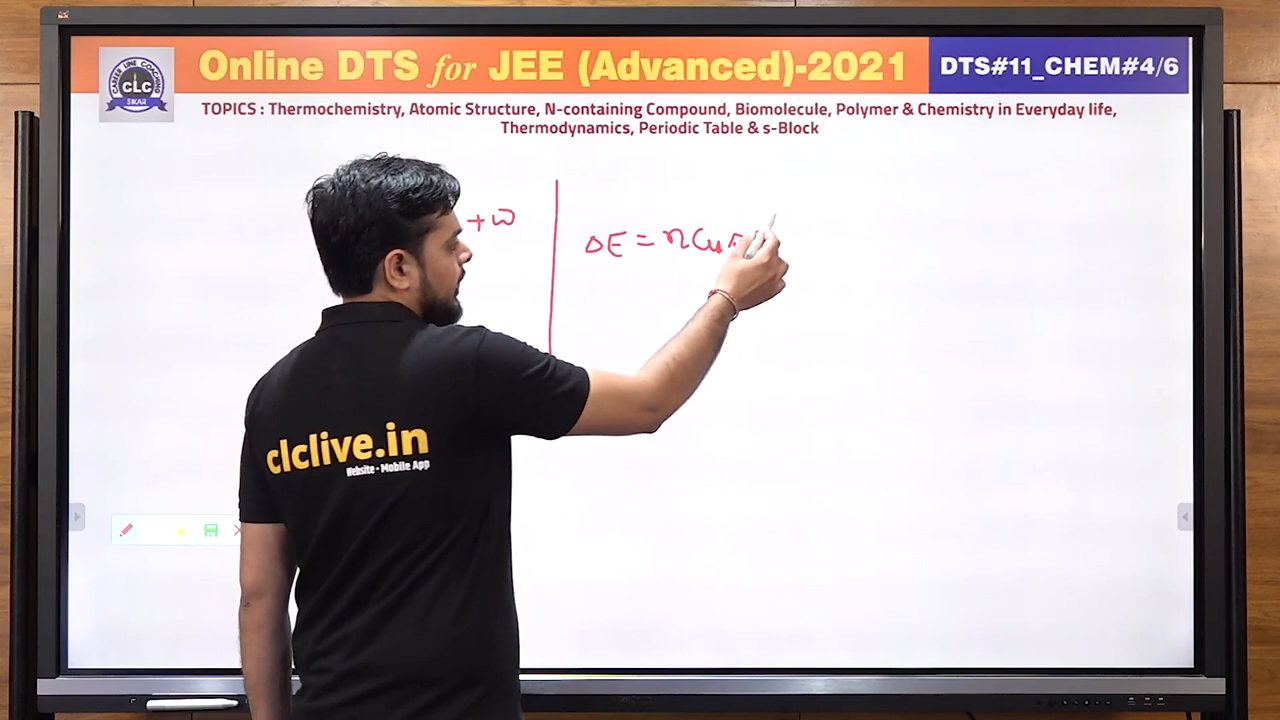 Online DTS for JEE (Advanced)-2021
DTS#11_CHEM#4/6
CAREER LINE COACHING
CLC
SIKAR
TOPICS : Thermochemistry, Atomic Structure, N-containing Compound, Biomolecule, Polymer & Chemistry in Everyday life,
Thermodynamics, Periodic Table & s-Block
+w
ΔE = nCv
clclive.in
Website • Mobile App